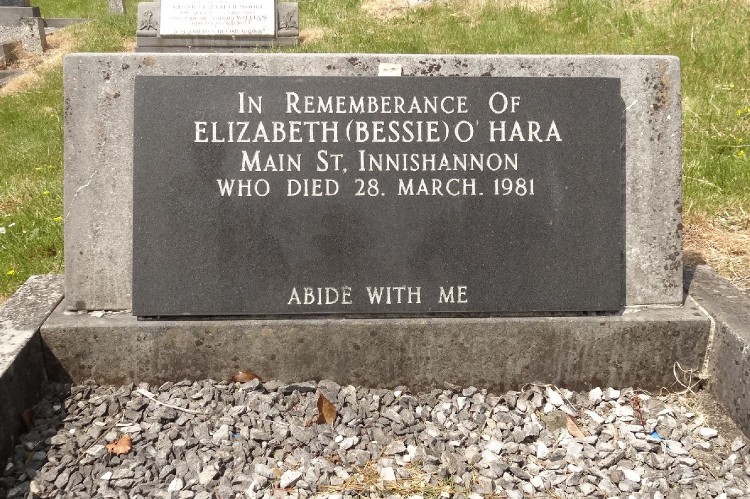 IN REMEMBERANCE OF
ELIZABETH (BESSIE) O' HARA
MAIN ST, INNISHANNON
WHO DIED 28. MARCH. 1981
ABIDE WITH ME